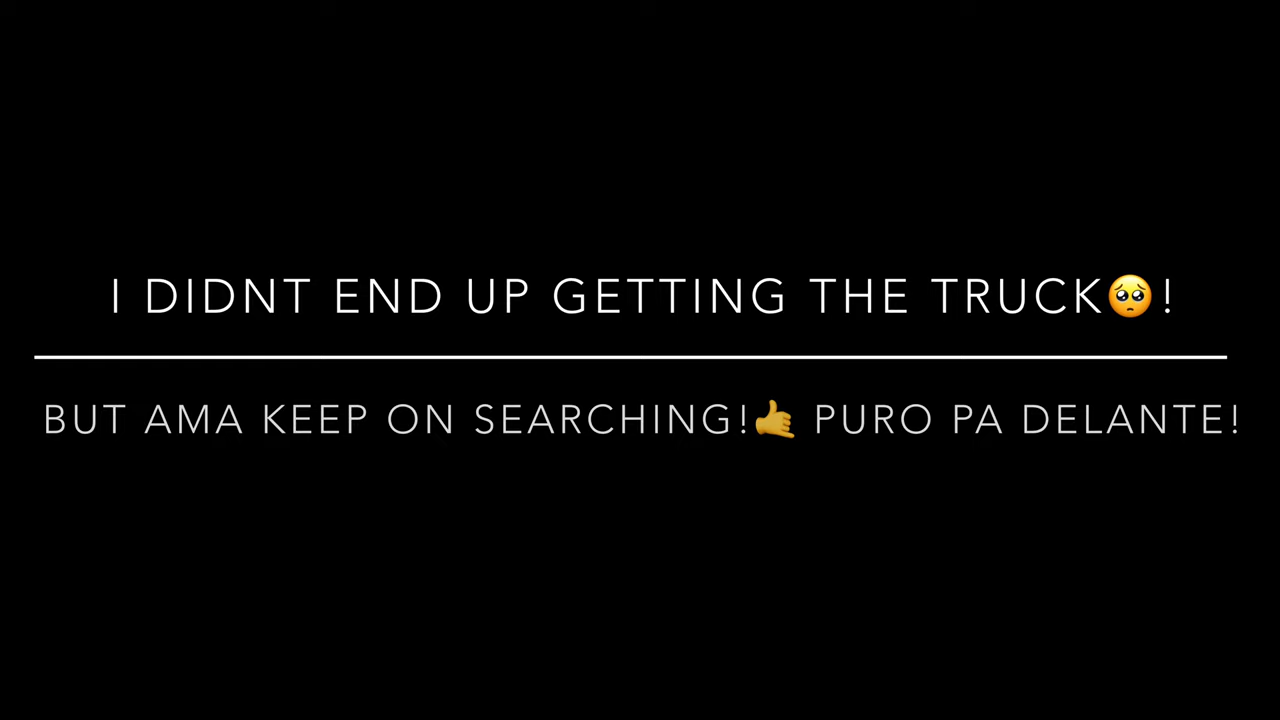 I DIDNT END UP GETTING THE TRUCK🥺!
BUT AMA KEEP ON SEARCHING!🤙 PURO PA DELANTE!